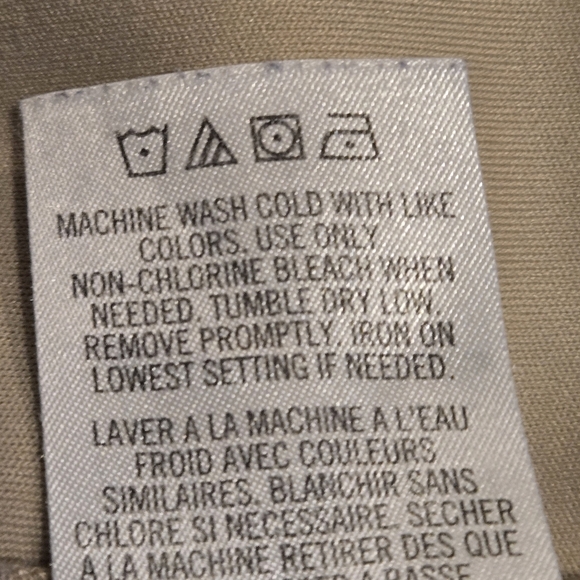 MACHINE WASH COLD WITH LIKE
COLORS. USE ONLY
NON-CHLORINE BLEACH WHEN
NEEDED. TUMBLE DRY LOW.
REMOVE PROMPTLY. IRON ON
LOWEST SETTING IF NEEDED.
LAVER A LA MACHINE A L'EAU
FROID AVEC COULEURS
SIMILAIRES. BLANCHIR SANS
CHLORE SI NECESSAIRE. SECHER
A LA MACHINE RETIRER DES QUE